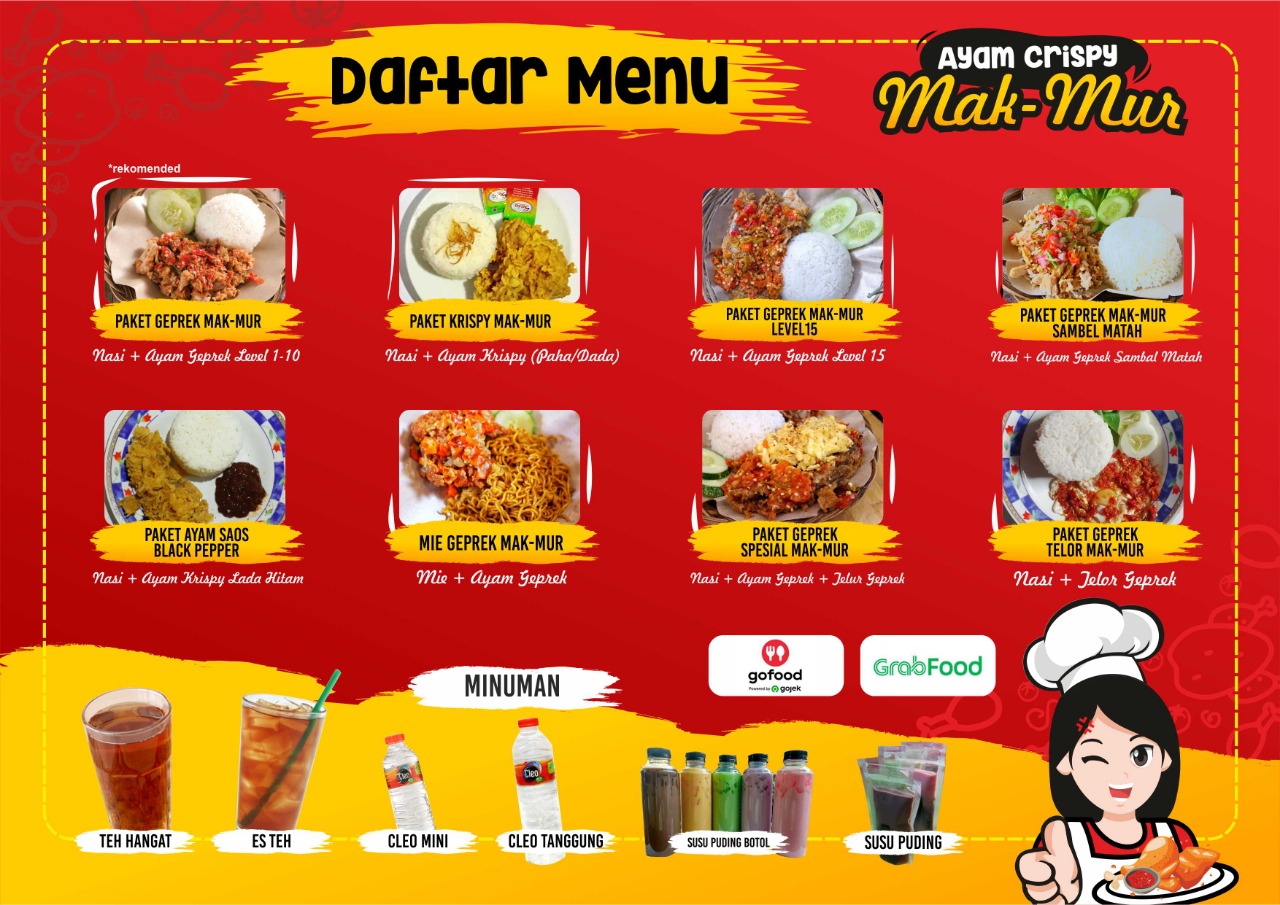 Daftar Menu
Ayam Crispy
Mak-Mur
*rekomended
PAKET GEPREK MAK-MUR
Nasi + Ayam Geprek Level 1-10
PAKET KRISPY MAK-MUR
Nasi + Ayam Krispy (Paha/Dada)
PAKET GEPREK MAK-MUR
LEVEL15
Nasi + Ayam Geprek Level 15
PAKET GEPREK MAK-MUR
SAMBEL MATAH
Nasi + Ayam Geprek Sambal Matah
PAKET AYAM SAOS
BLACK PEPPER
Nasi + Ayam Krispy Lada Hitam
MIE GEPREK MAK-MUR
Mie + Ayam Geprek
PAKET GEPREK
SPESIAL MAK-MUR
Nasi + Ayam Geprek + Telur Geprek
PAKET GEPREK
TELOR MAK-MUR
Nasi + Telor Geprek
gofood
Powered by gojek
GrabFood
MINUMAN
Cleo
Cleo
TEH HANGAT
ES TEH
CLEO MINI
CLEO TANGGUNG
SUSU PUDING BOTOL
SUSU PUDING